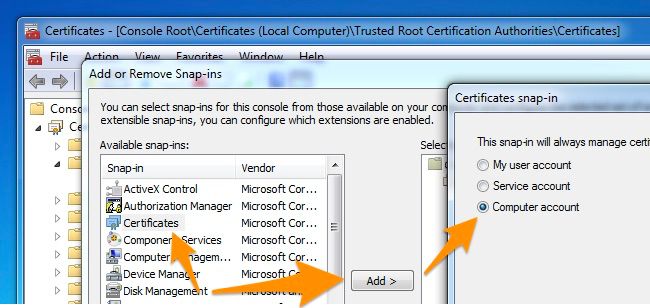 Certificates - [Console Root\Certificates (Local Computer)\Trusted Root Certification Authorities\Certificates]
File Action View Favorites Window Help
Add or Remove Snap-ins
Conso
Ce
You can select snap-ins for this console from those available on your com
extensible snap-ins, you can configure which extensions are enabled.
Available snap-ins:
Selec
Snap-in Vendor
ActiveX Control Microsoft Cor...
Authorization Manager Microsoft Cor...
Certificates Microsoft Cor...
Component Services Microsoft Cor...
Computer Managem... Microsoft Cor...
Device Manager Microsoft Cor...
Disk Management Microsoft Cor...
Add >
Certificates snap-in
This snap-in will always manage certif
My user account
Service account
Computer account